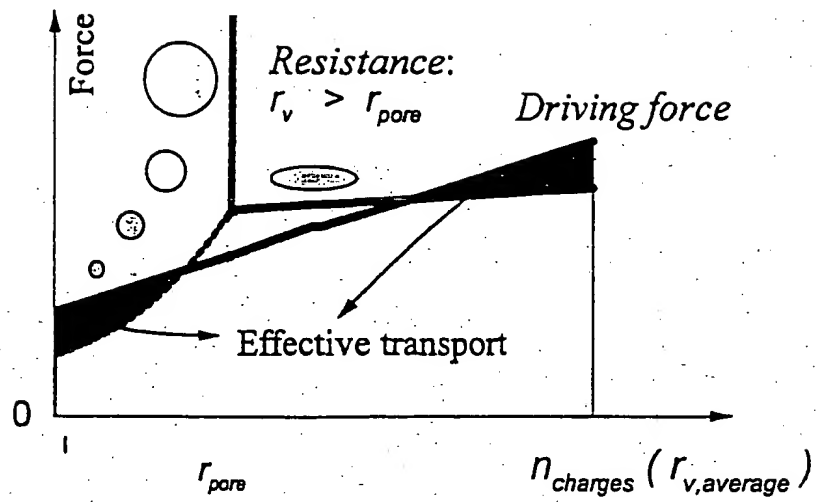 Force
Resistance:
r_v > r_pore
Driving force
Effective transport
0
r_pore
n_charges (r_v,average)